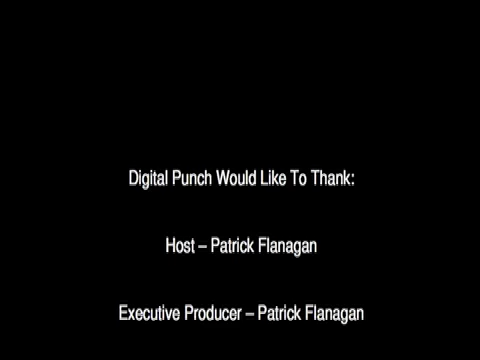 Digital Punch Would Like To Thank:
Host – Patrick Flanagan
Executive Producer – Patrick Flanagan